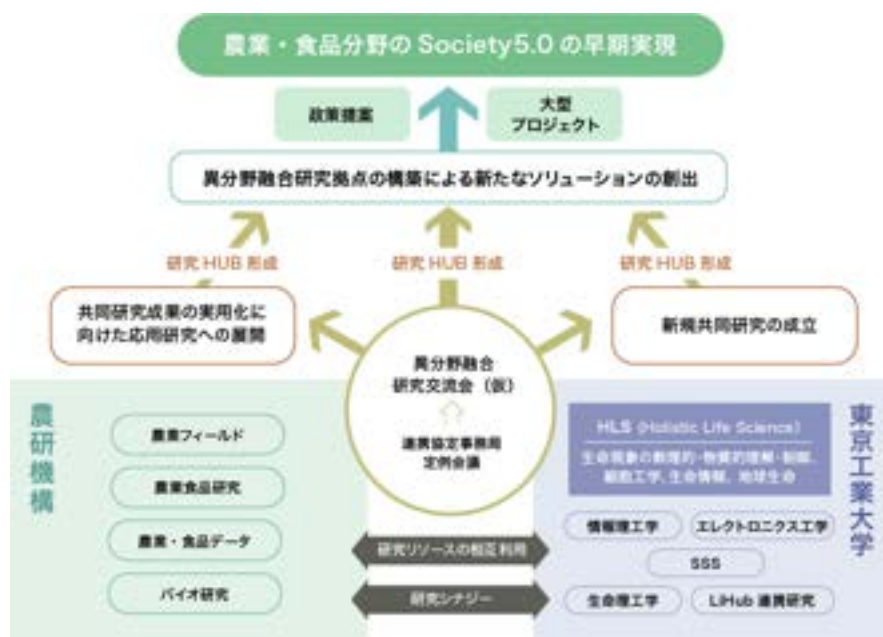 農業・食品分野の Society5.0 の早期実現
政策提案
大型
プロジェクト
異分野融合研究拠点の構築による新たなソリューションの創出
研究 HUB 形成
研究 HUB 形成
研究 HUB 形成
共同研究成果の実用化に
向けた応用研究への展開
新規共同研究の成立
異分野融合
研究交流会（仮）
連携協定事務局
定例会議
農研機構
農業フィールド
農業食品研究
農業・食品データ
バイオ研究
研究リソースの相互利用
研究シナジー
東京工業大学
HLS (Holistic Life Science)
生命現象の数理的・物質的理解・制御、
細胞工学、生命情報、地球生命
情報理工学
エレクトロニクス工学
SSS
生命理工学
LiHub 連携研究